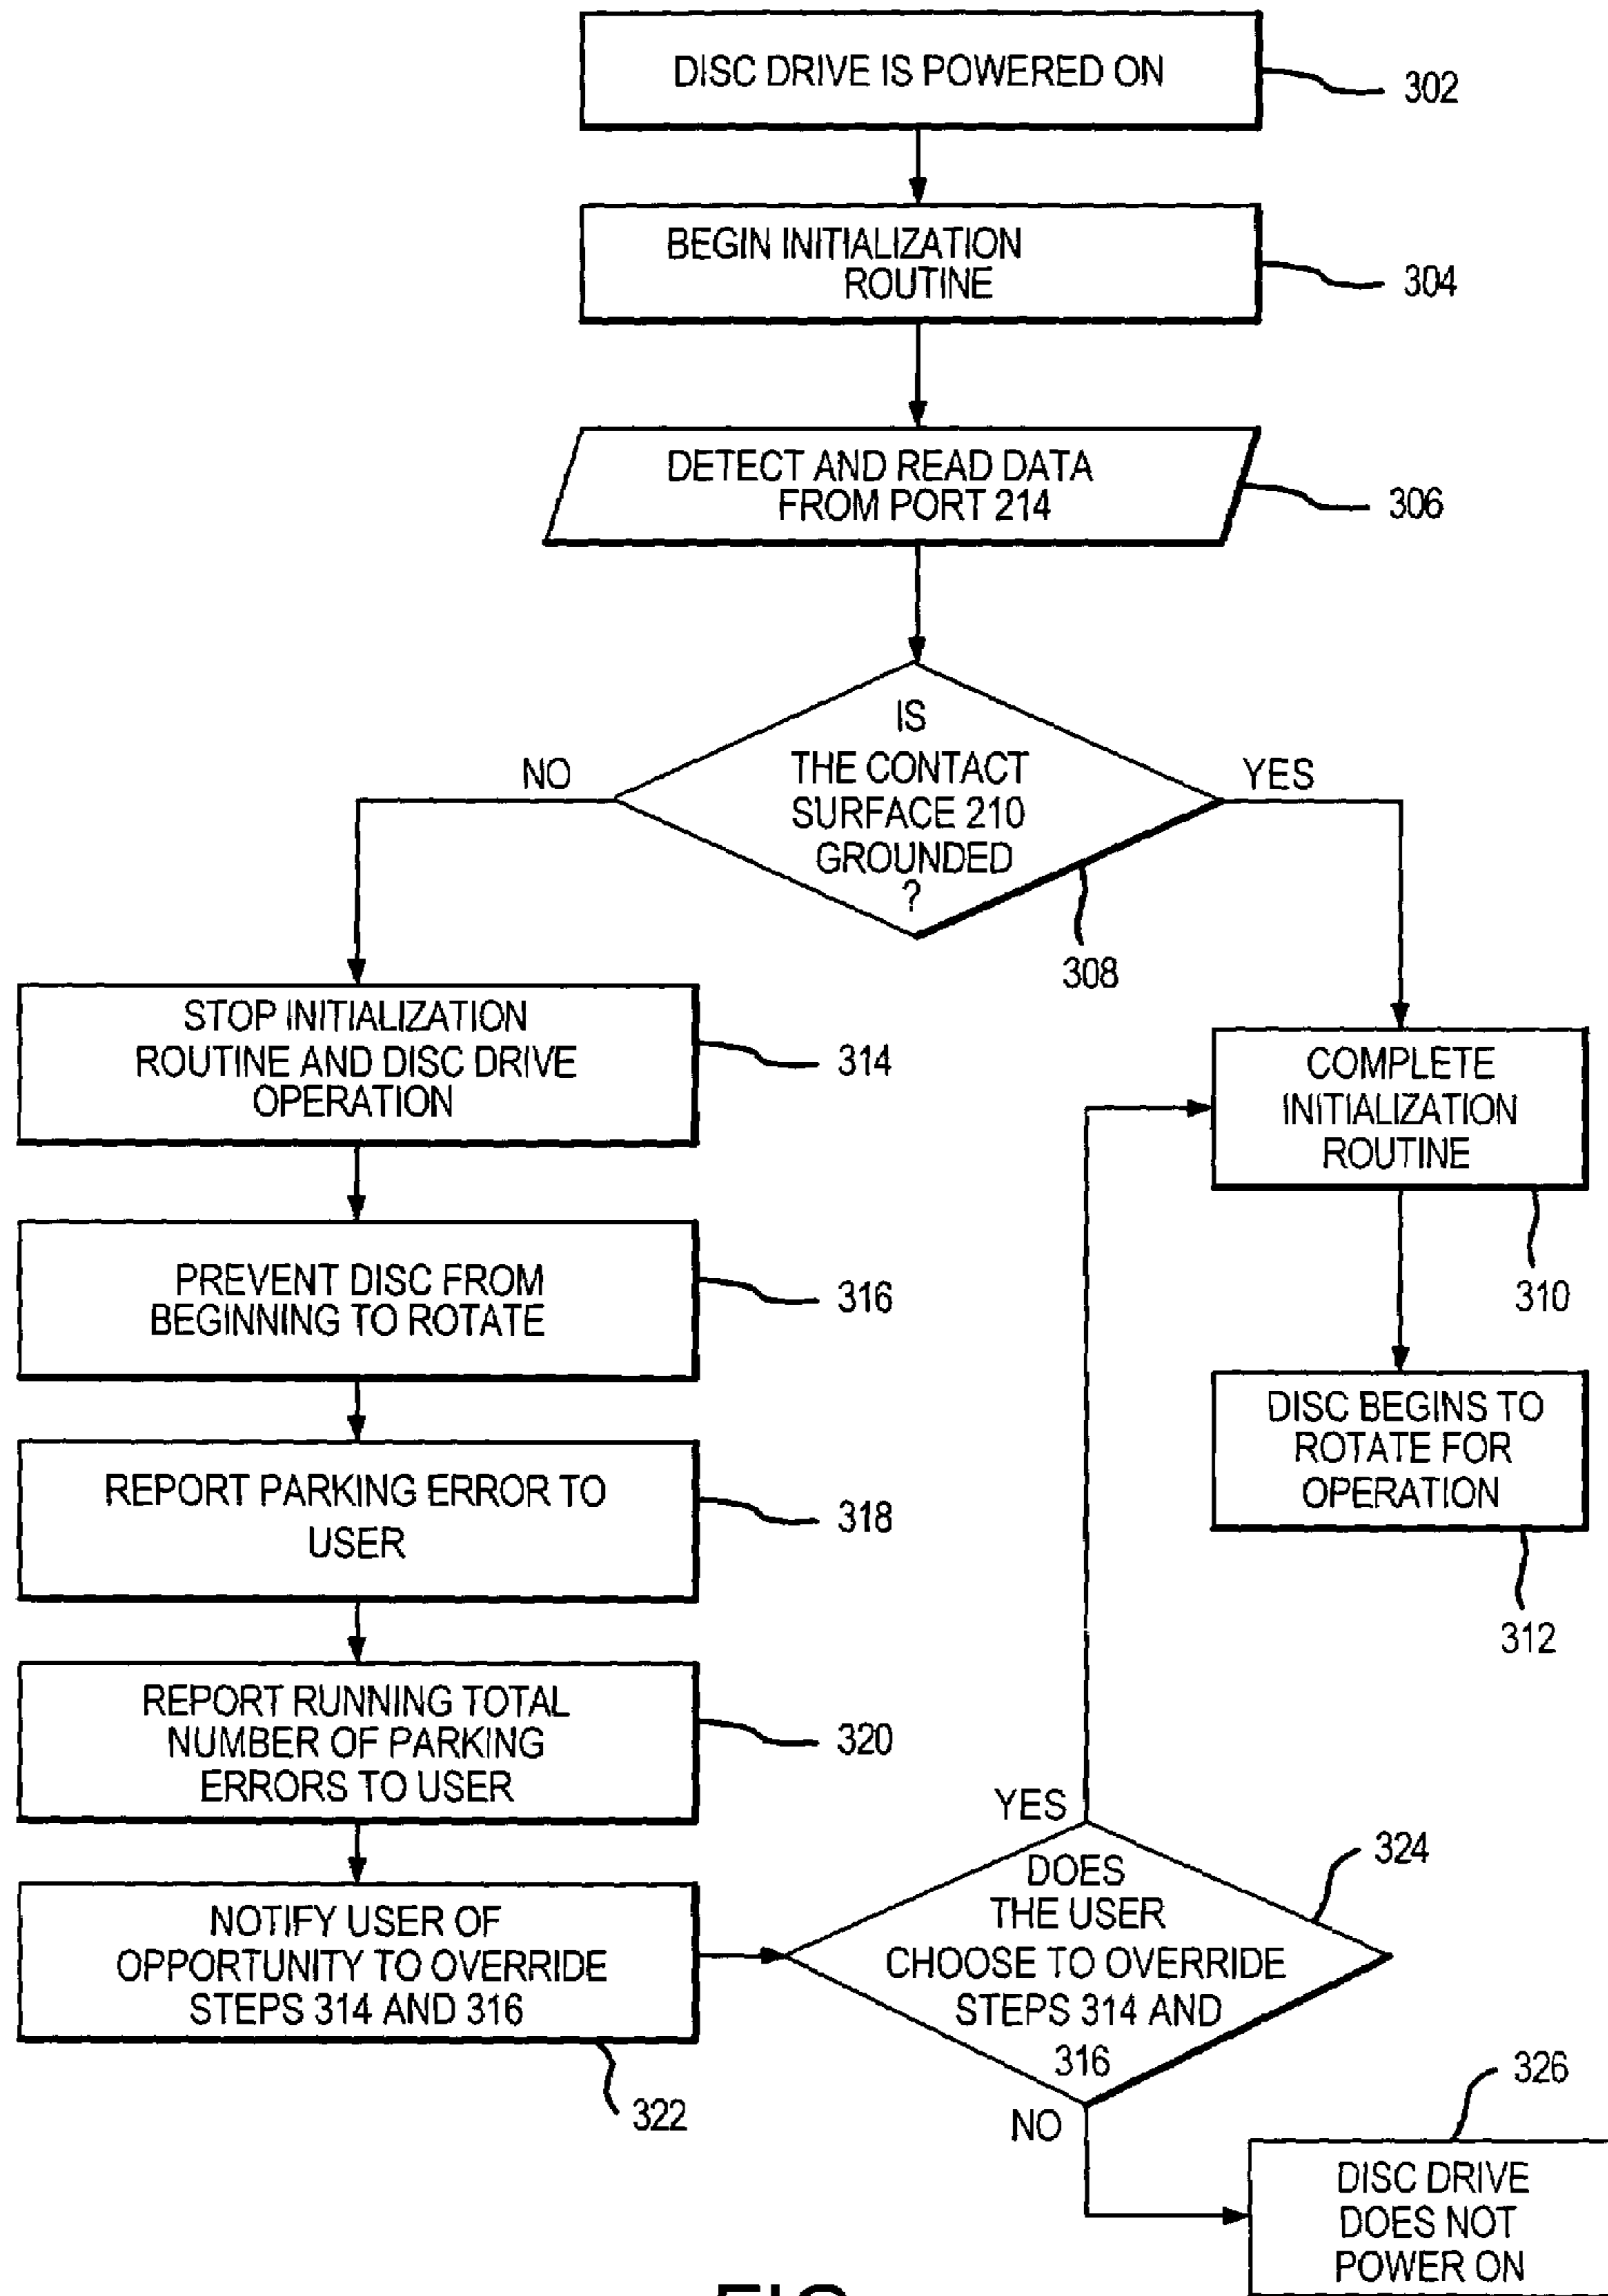 DISC DRIVE IS POWERED ON
302
BEGIN INITIALIZATION
ROUTINE
304
DETECT AND READ DATA
FROM PORT 214
306
IS
THE CONTACT
SURFACE 210
GROUNDED
?
308
NO
YES
STOP INITIALIZATION
ROUTINE AND DISC DRIVE
OPERATION
314
COMPLETE
INITIALIZATION
ROUTINE
310
PREVENT DISC FROM
BEGINNING TO ROTATE
316
DISC BEGINS TO
ROTATE FOR
OPERATION
312
REPORT PARKING ERROR TO
USER
318
REPORT RUNNING TOTAL
NUMBER OF PARKING
ERRORS TO USER
320
NOTIFY USER OF
OPPORTUNITY TO OVERRIDE
STEPS 314 AND 316
322
YES
DOES
THE USER
CHOOSE TO OVERRIDE
STEPS 314 AND
316
324
NO
DISC DRIVE
DOES NOT
POWER ON
326
FIG